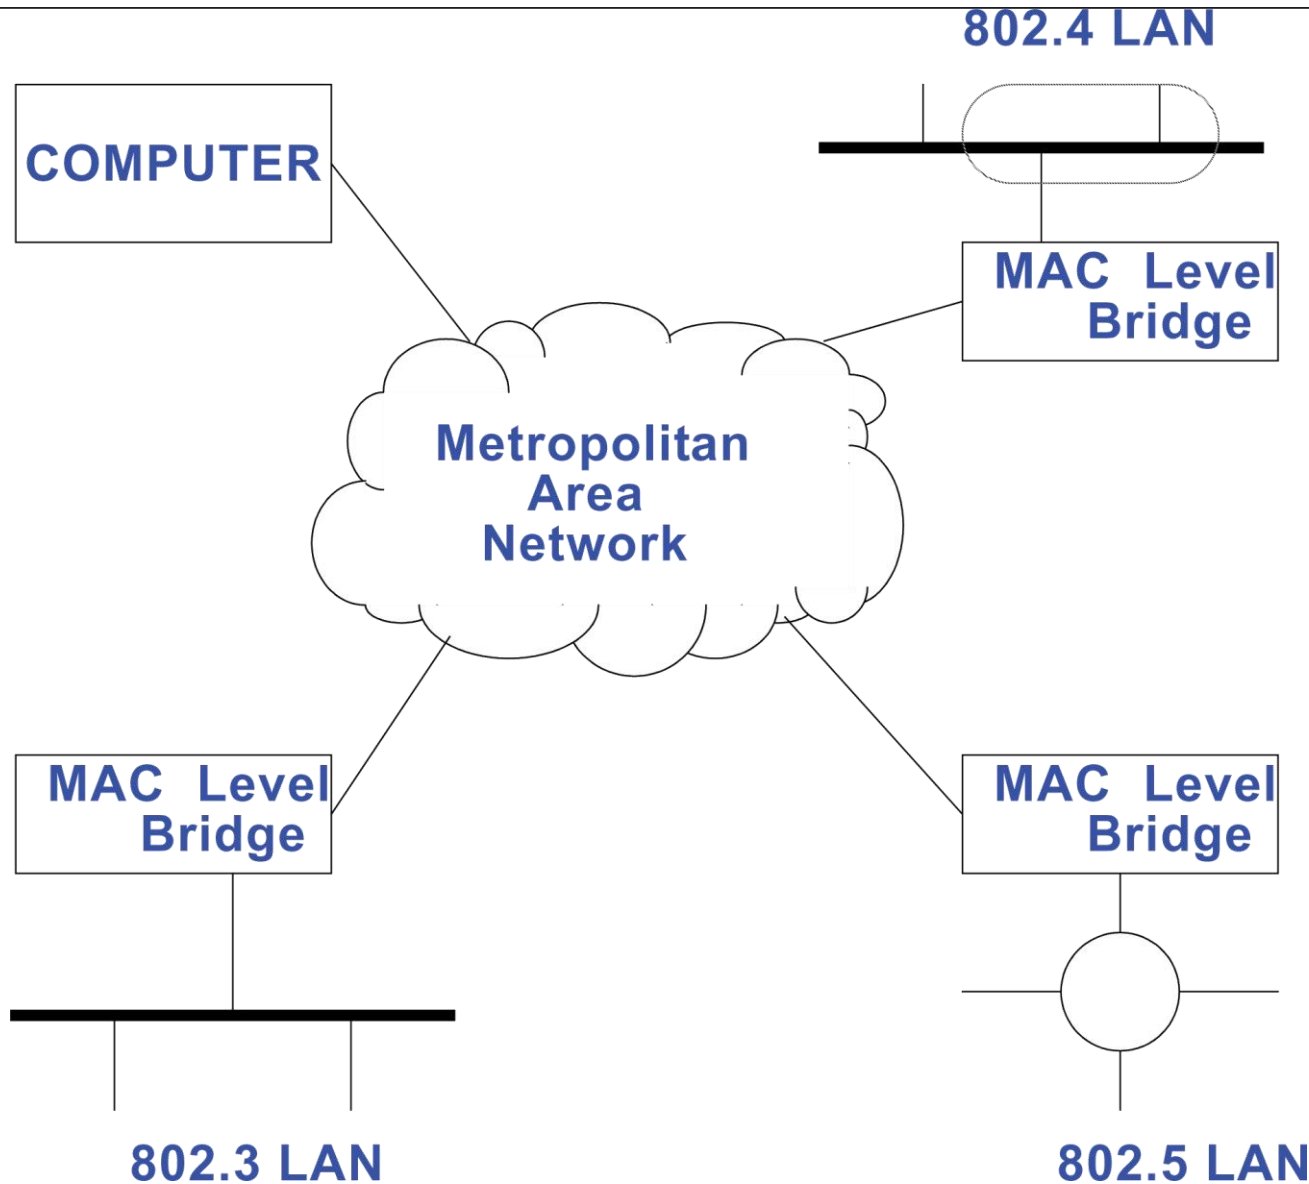 802.4 LAN
COMPUTER
MAC Level
Bridge
Metropolitan
Area
Network
MAC Level
Bridge
MAC Level
Bridge
802.3 LAN
802.5 LAN